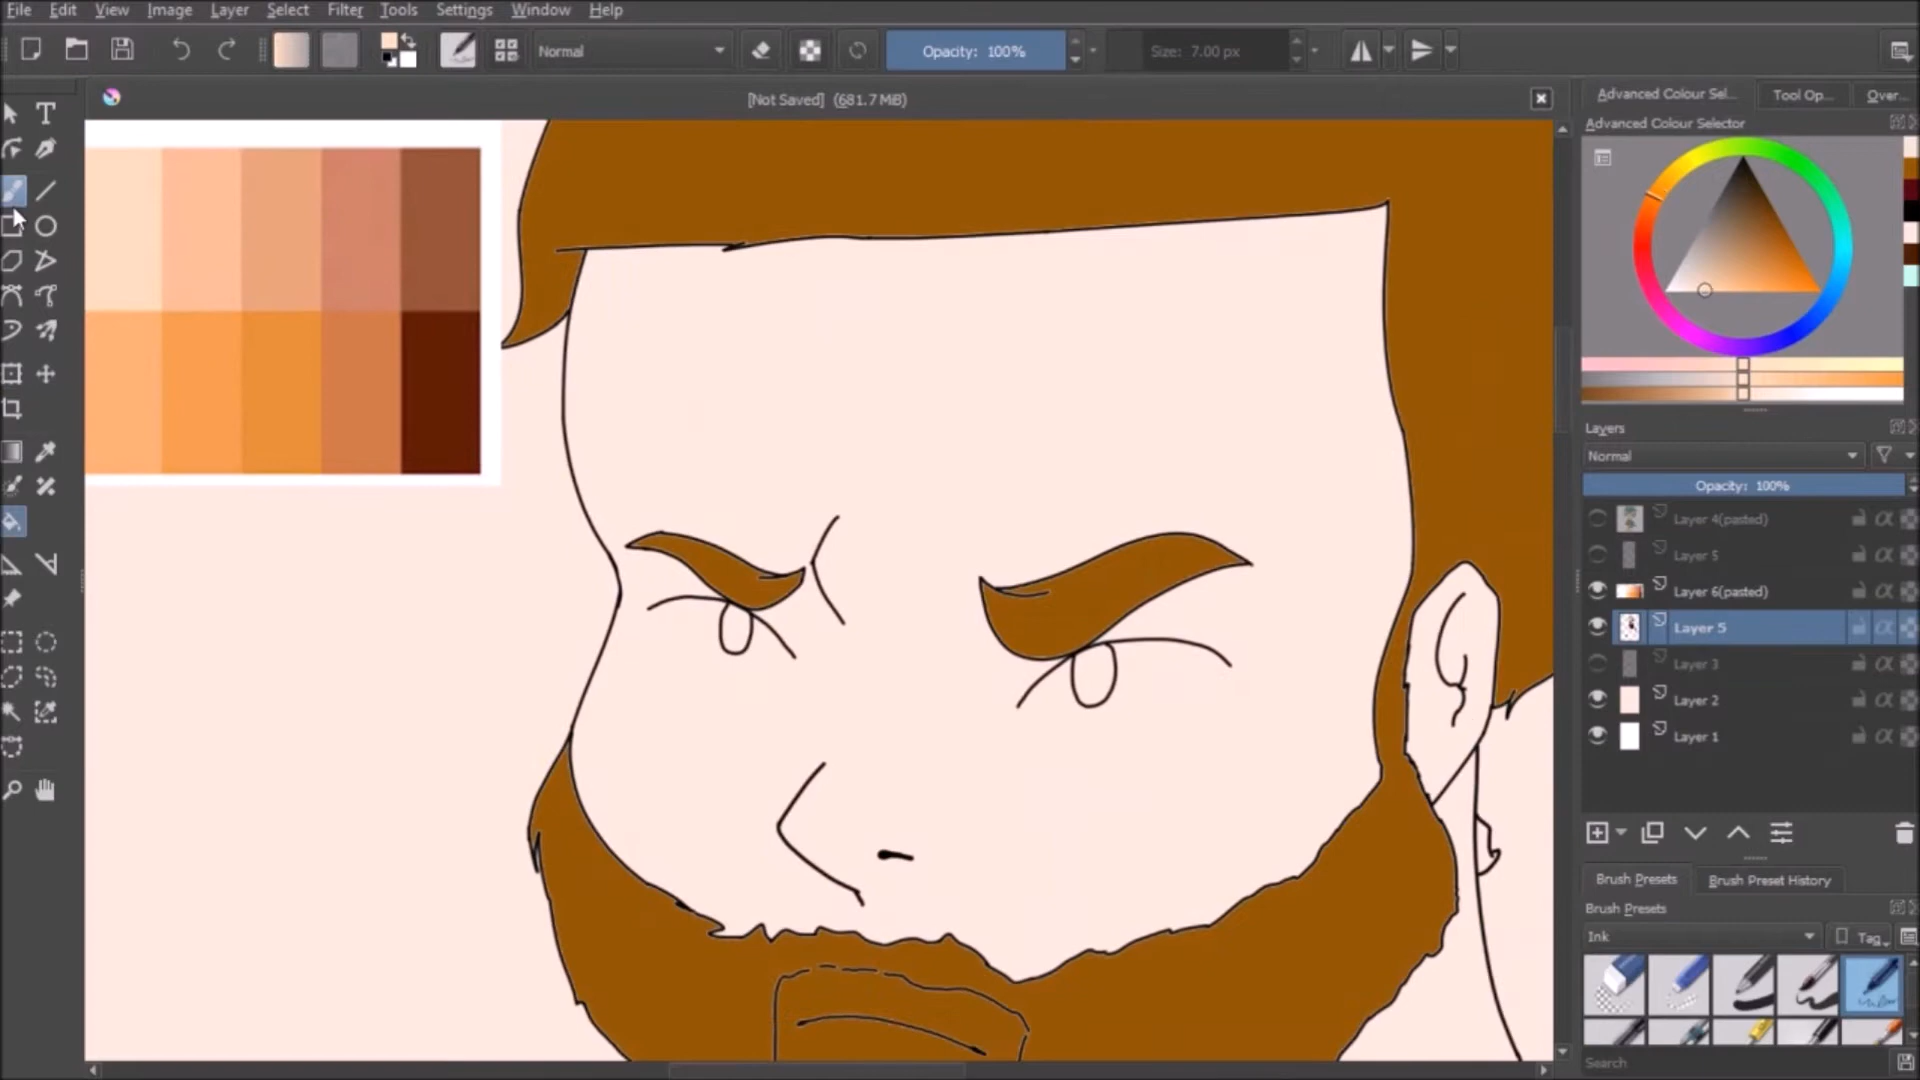 File Edit View Image Layer Select Filter Tools Settings Window Help
Normal
Opacity: 100%
Size: 7.00 px
[Not Saved] (681.7 MiB)
Advanced Colour Sel...
Tool Op...
Over...
Advanced Colour Selector
Layers
Normal
Opacity: 100%
Layer 4(pasted)
Layer 5
Layer 6(pasted)
Layer 5
Layer 3
Layer 2
Layer 1
Brush Presets
Brush Preset History
Brush Presets
Ink
Tag
Search